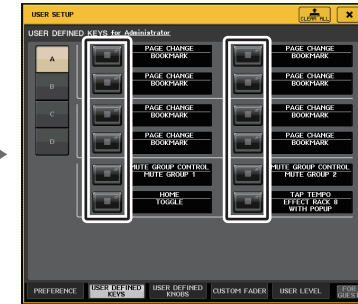 USER SETUP
CLEAR ALL
USER DEFINED KEYS for Administrator
A
PAGE CHANGE
BOOKMARK
PAGE CHANGE
BOOKMARK
B
PAGE CHANGE
BOOKMARK
PAGE CHANGE
BOOKMARK
C
PAGE CHANGE
BOOKMARK
PAGE CHANGE
BOOKMARK
D
PAGE CHANGE
BOOKMARK
PAGE CHANGE
BOOKMARK
MUTE GROUP CONTROL
MUTE GROUP 1
MUTE GROUP CONTROL
MUTE GROUP 2
HOME
TOGGLE
TAP TEMPO
EFFECT RACK 8
WITH POPUP
PREFERENCE
USER DEFINED
KEYS
USER DEFINED
KNOBS
CUSTOM FADER
USER LEVEL
FOR
GUEST